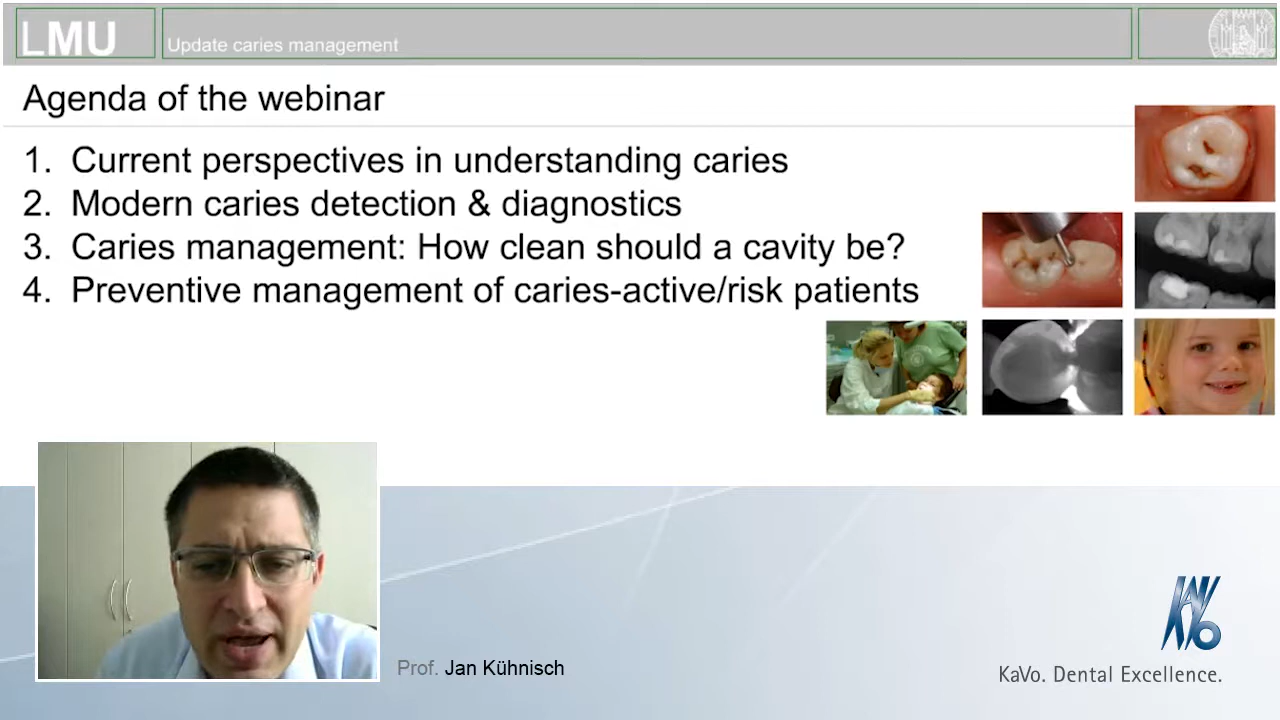 LMU
Update caries management
Agenda of the webinar
1. Current perspectives in understanding caries
2. Modern caries detection & diagnostics
3. Caries management: How clean should a cavity be?
4. Preventive management of caries-active/risk patients
Prof. Jan Kühnisch
KAVO
KaVo. Dental Excellence.